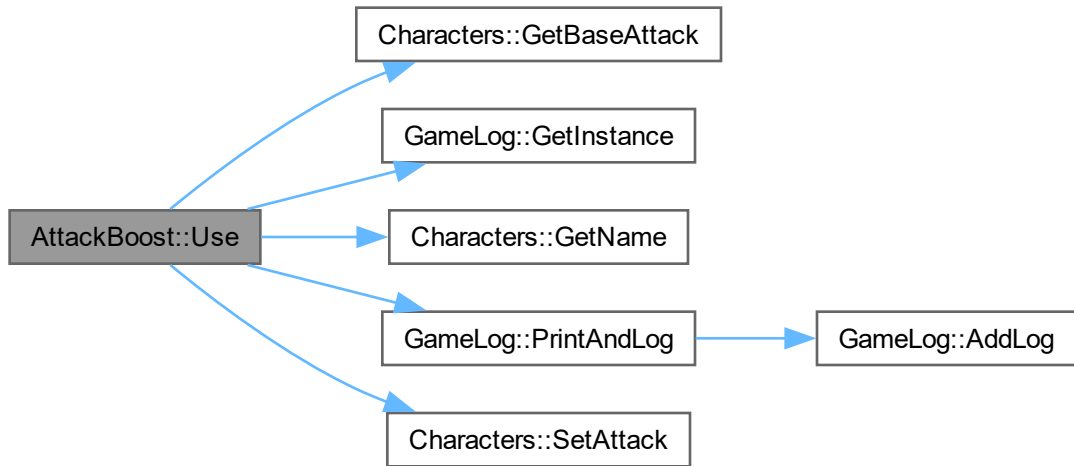 Characters::GetBaseAttack
GameLog::GetInstance
AttackBoost::Use
Characters::GetName
GameLog::PrintAndLog
GameLog::AddLog
Characters::SetAttack